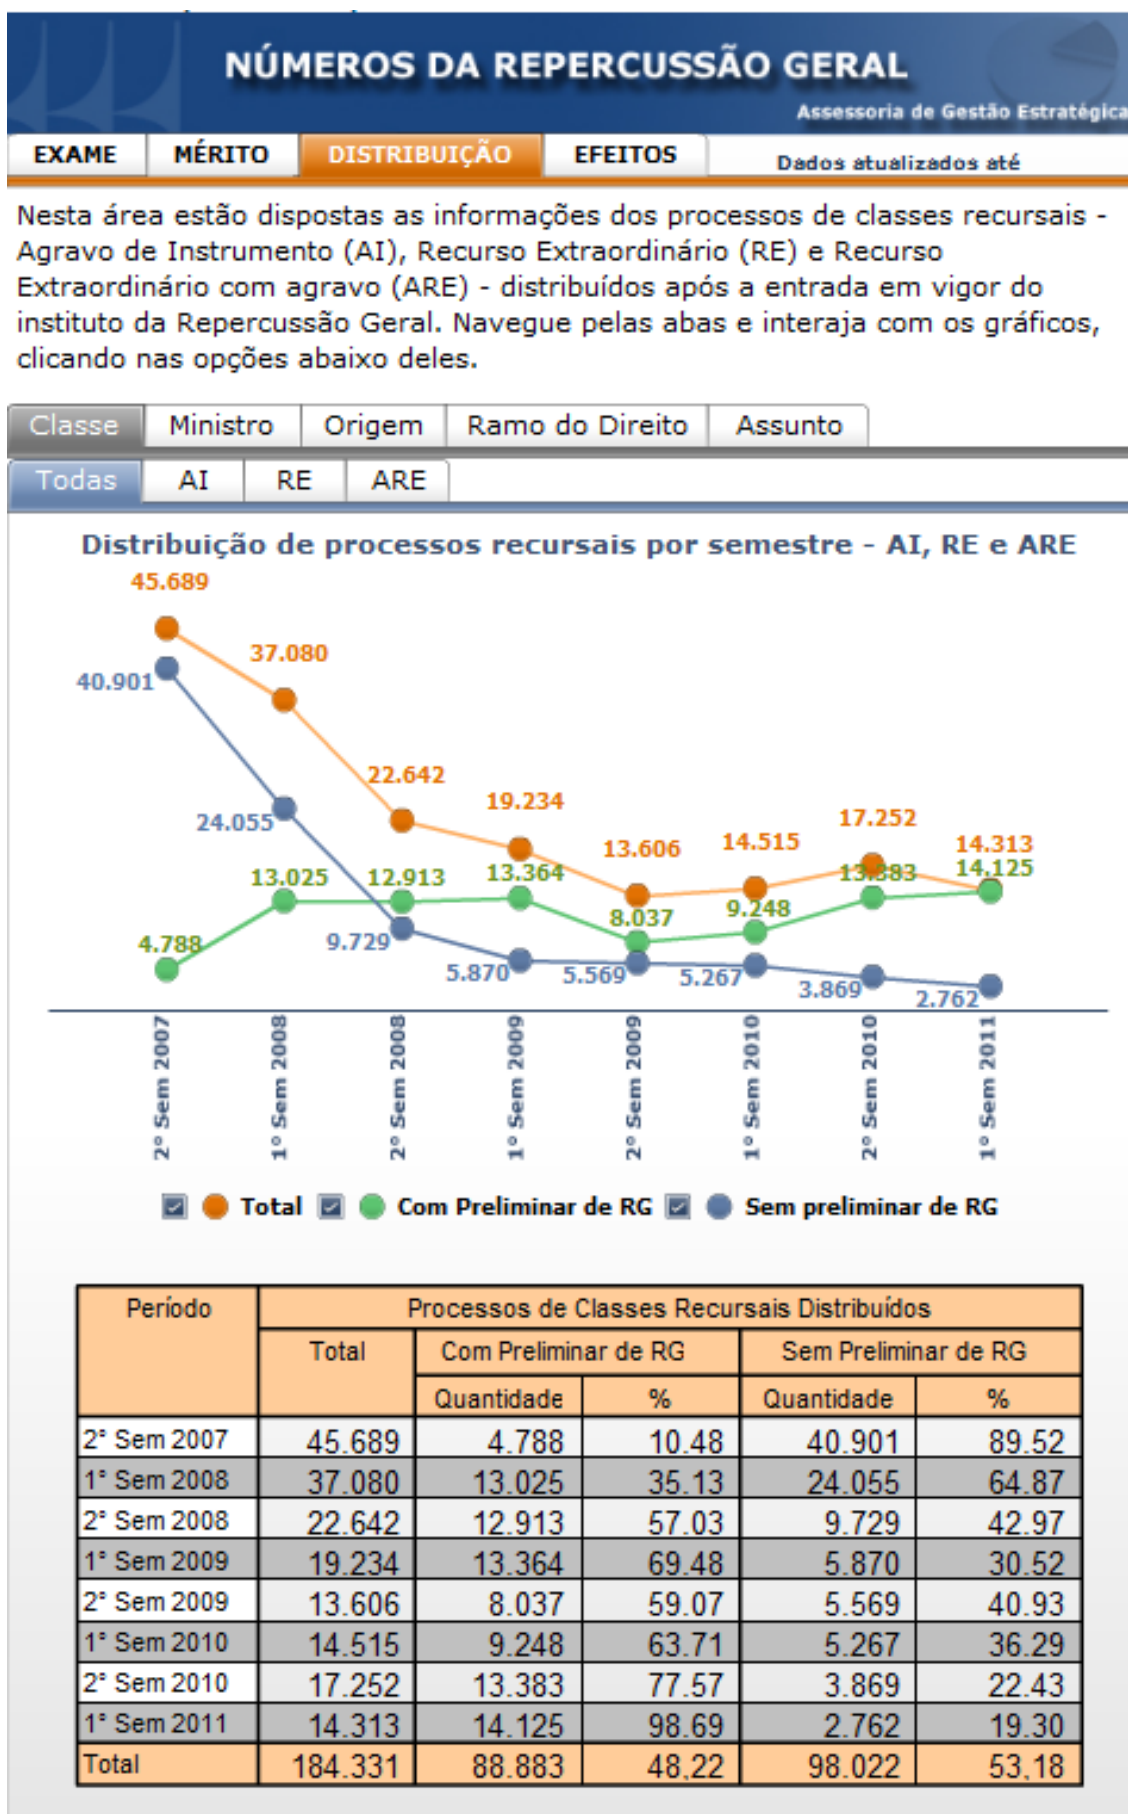 NÚMEROS DA REPERCUSSÃO GERAL
Assessoria de Gestão Estratégica
EXAME MÉRITO DISTRIBUIÇÃO EFEITOS Dados atualizados até
Nesta área estão dispostas as informações dos processos de classes recursais -
Agravo de Instrumento (AI), Recurso Extraordinário (RE) e Recurso
Extraordinário com agravo (ARE) - distribuídos após a entrada em vigor do
instituto da Repercussão Geral. Navegue pelas abas e interaja com os gráficos,
clicando nas opções abaixo deles.
Classe Ministro Origem Ramo do Direito Assunto
Todas AI RE ARE
Distribuição de processos recursais por semestre - AI, RE e ARE
45.689
37.080
40.901
22.642
19.234
17.252
24.055
13.606
14.515
14.313
13.025
12.913
13.364
13.383
14.125
8.037
9.248
4.788
9.729
5.870
5.569
5.267
3.869
2.762
2° Sem 2007
1° Sem 2008
2° Sem 2008
1° Sem 2009
2° Sem 2009
1° Sem 2010
2° Sem 2010
1° Sem 2011
Total Com Preliminar de RG Sem preliminar de RG
Período Processos de Classes Recursais Distribuídos
Total Com Preliminar de RG Sem Preliminar de RG
Quantidade % Quantidade %
2° Sem 2007 45.689 4.788 10.48 40.901 89.52
1° Sem 2008 37.080 13.025 35.13 24.055 64.87
2° Sem 2008 22.642 12.913 57.03 9.729 42.97
1° Sem 2009 19.234 13.364 69.48 5.870 30.52
2° Sem 2009 13.606 8.037 59.07 5.569 40.93
1° Sem 2010 14.515 9.248 63.71 5.267 36.29
2° Sem 2010 17.252 13.383 77.57 3.869 22.43
1° Sem 2011 14.313 14.125 98.69 2.762 19.30
Total 184.331 88.883 48,22 98.022 53,18